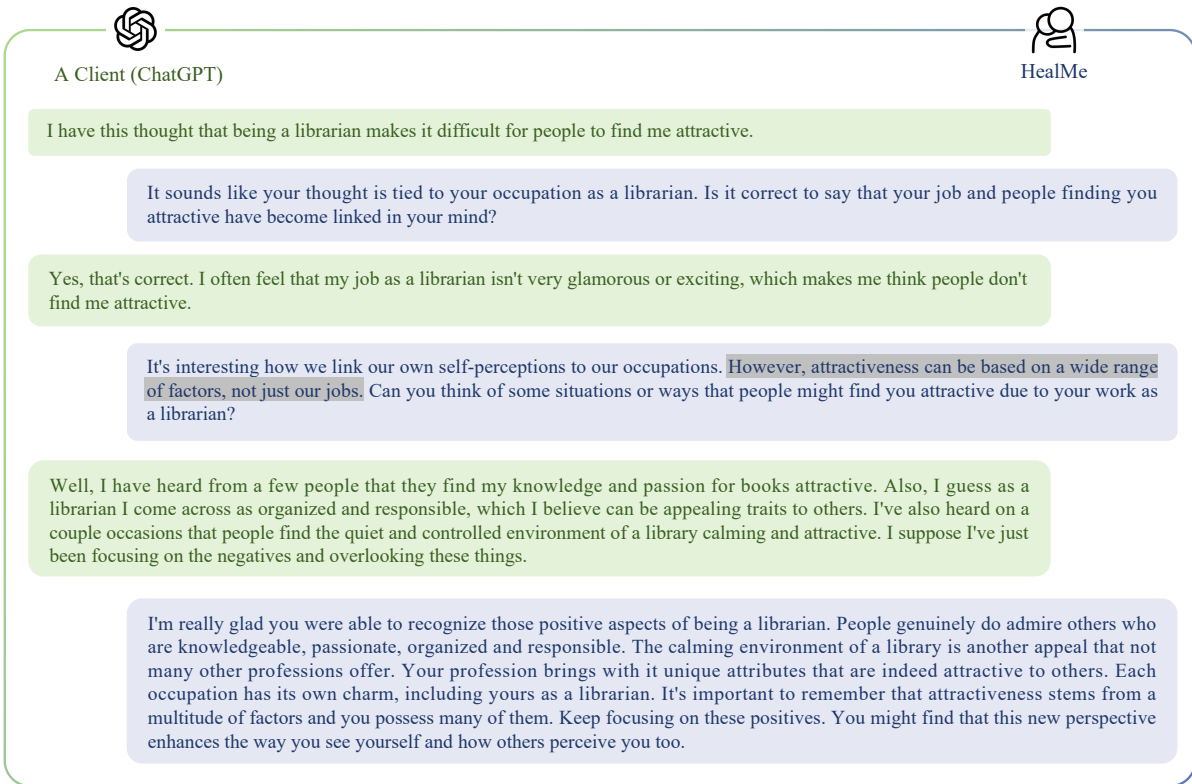 A Client (ChatGPT)
HealMe
I have this thought that being a librarian makes it difficult for people to find me attractive.
It sounds like your thought is tied to your occupation as a librarian. Is it correct to say that your job and people finding you
attractive have become linked in your mind?
Yes, that's correct. I often feel that my job as a librarian isn't very glamorous or exciting, which makes me think people don't
find me attractive.
It's interesting how we link our own self-perceptions to our occupations. However, attractiveness can be based on a wide range
of factors, not just our jobs. Can you think of some situations or ways that people might find you attractive due to your work as
a librarian?
Well, I have heard from a few people that they find my knowledge and passion for books attractive. Also, I guess as a
librarian I come across as organized and responsible, which I believe can be appealing traits to others. I've also heard on a
couple occasions that people find the quiet and controlled environment of a library calming and attractive. I suppose I've just
been focusing on the negatives and overlooking these things.
I'm really glad you were able to recognize those positive aspects of being a librarian. People genuinely do admire others who
are knowledgeable, passionate, organized and responsible. The calming environment of a library is another appeal that not
many other professions offer. Your profession brings with it unique attributes that are indeed attractive to others. Each
occupation has its own charm, including yours as a librarian. It's important to remember that attractiveness stems from a
multitude of factors and you possess many of them. Keep focusing on these positives. You might find that this new perspective
enhances the way you see yourself and how others perceive you too.